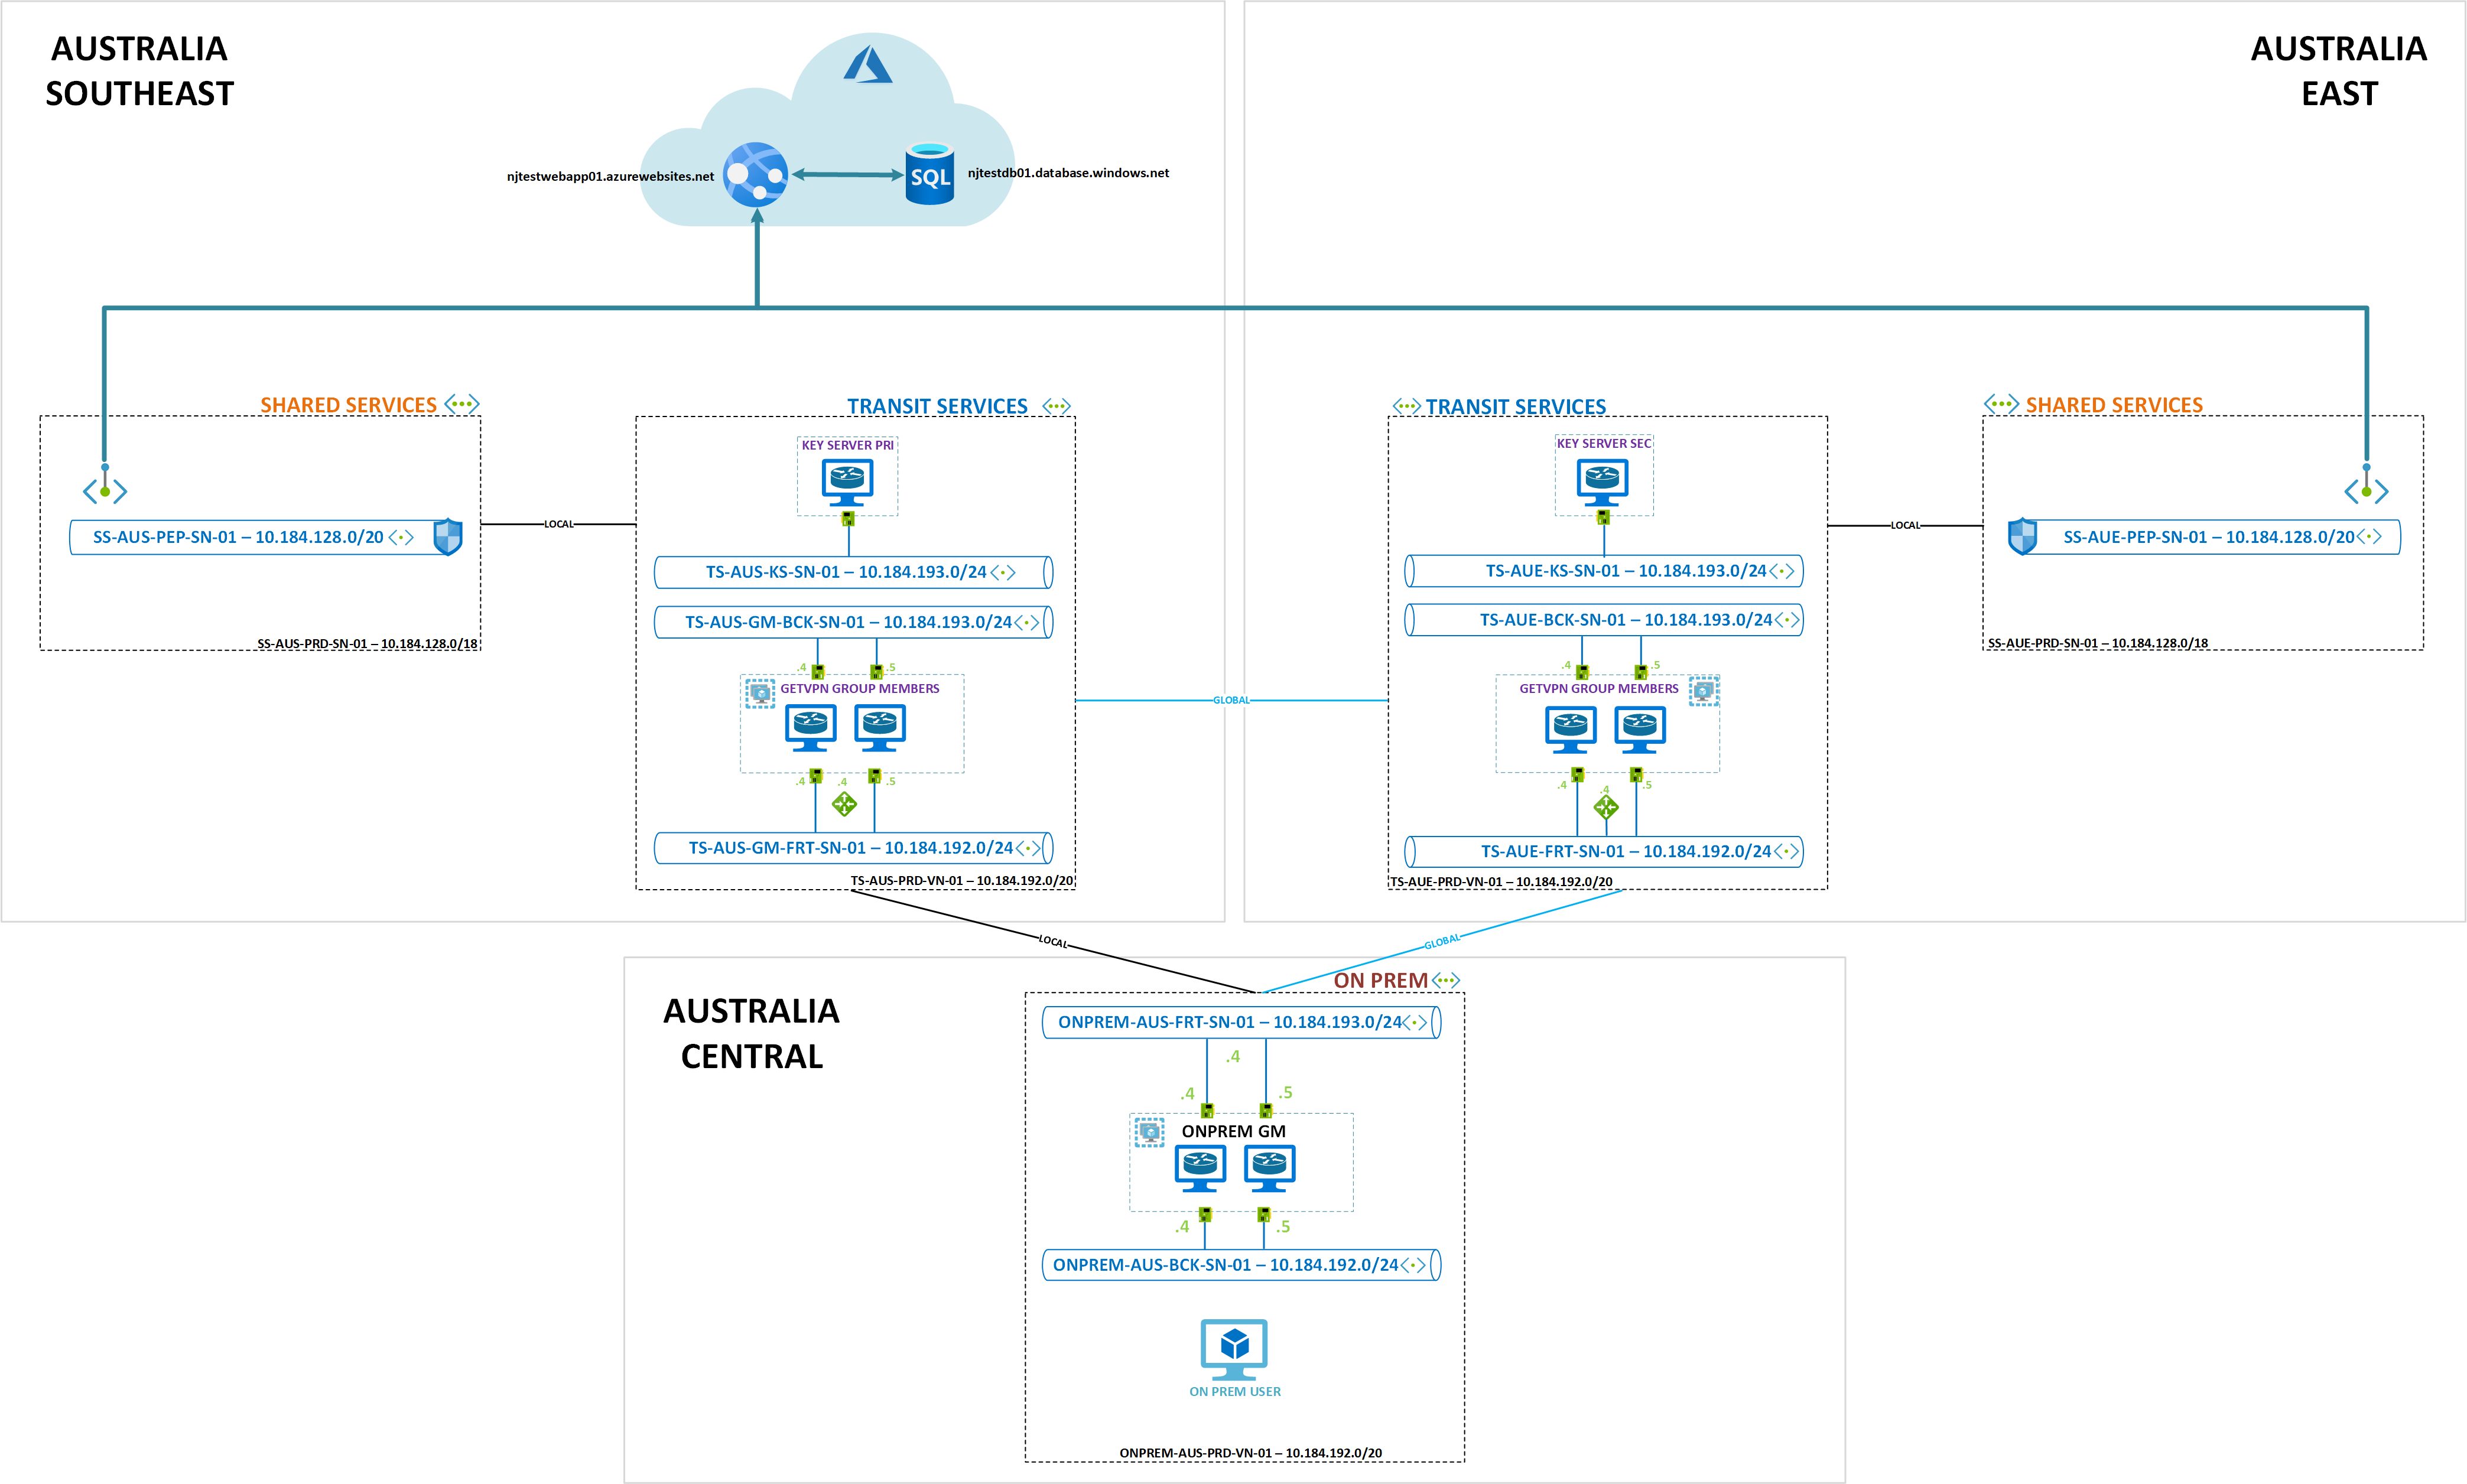 AUSTRALIA
SOUTHEAST
AUSTRALIA
EAST
njtestwebapp01.azurewebsites.net
SQL
njtestdb01.database.windows.net
SHARED SERVICES
SS-AUS-PEP-SN-01 – 10.184.128.0/20
SS-AUS-PRD-SN-01 – 10.184.128.0/18
LOCAL
TRANSIT SERVICES
KEY SERVER PRI
TS-AUS-KS-SN-01 – 10.184.193.0/24
TS-AUS-GM-BCK-SN-01 – 10.184.193.0/24
.4
.5
GETVPN GROUP MEMBERS
.4
.4
.5
TS-AUS-GM-FRT-SN-01 – 10.184.192.0/24
TS-AUS-PRD-VN-01 – 10.184.192.0/20
GLOBAL
TRANSIT SERVICES
KEY SERVER SEC
TS-AUE-KS-SN-01 – 10.184.193.0/24
TS-AUE-BCK-SN-01 – 10.184.193.0/24
.4
.5
GETVPN GROUP MEMBERS
.4
.4
.5
TS-AUE-FRT-SN-01 – 10.184.192.0/24
TS-AUE-PRD-VN-01 – 10.184.192.0/20
LOCAL
SHARED SERVICES
SS-AUE-PEP-SN-01 – 10.184.128.0/20
SS-AUE-PRD-SN-01 – 10.184.128.0/18
LOCAL
GLOBAL
AUSTRALIA
CENTRAL
ON PREM
ONPREM-AUS-FRT-SN-01 – 10.184.193.0/24
.4
.4
.5
ONPREM GM
.4
.5
ONPREM-AUS-BCK-SN-01 – 10.184.192.0/24
ON PREM USER
ONPREM-AUS-PRD-VN-01 – 10.184.192.0/20